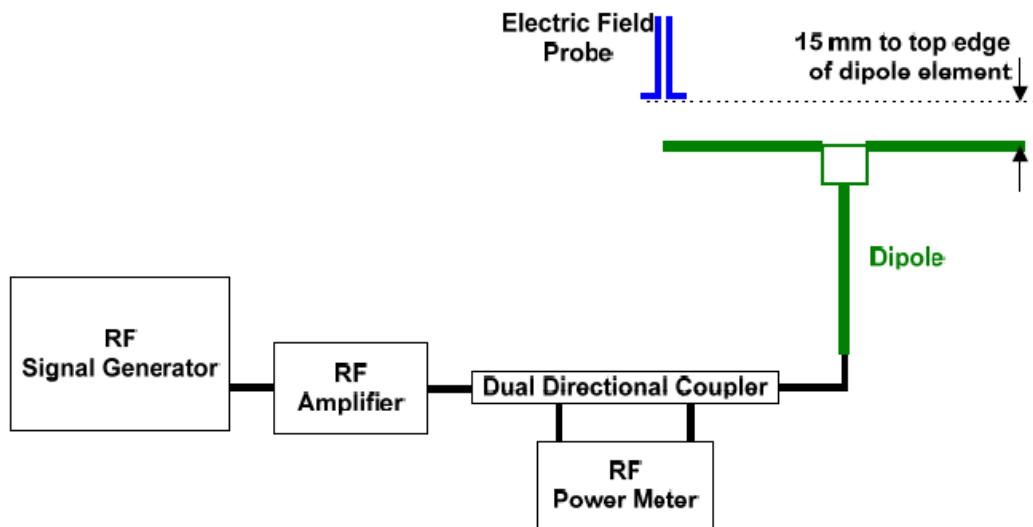 Electric Field
Probe
15 mm to top edge
of dipole element
Dipole
RF
Signal Generator
RF
Amplifier
Dual Directional Coupler
RF
Power Meter